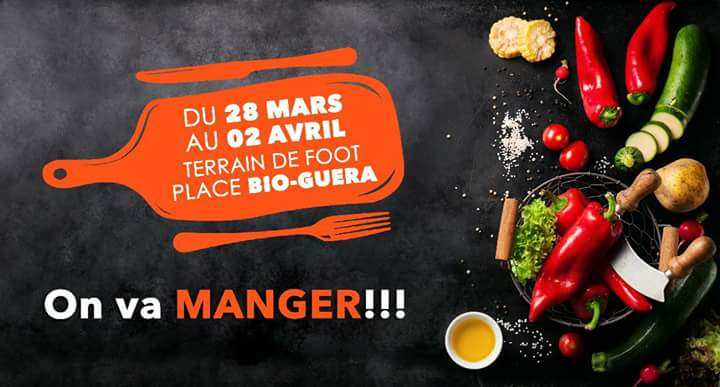 DU 28 MARS
AU 02 AVRIL
TERRAIN DE FOOT
PLACE BIO-GUERA
On va MANGER!!!